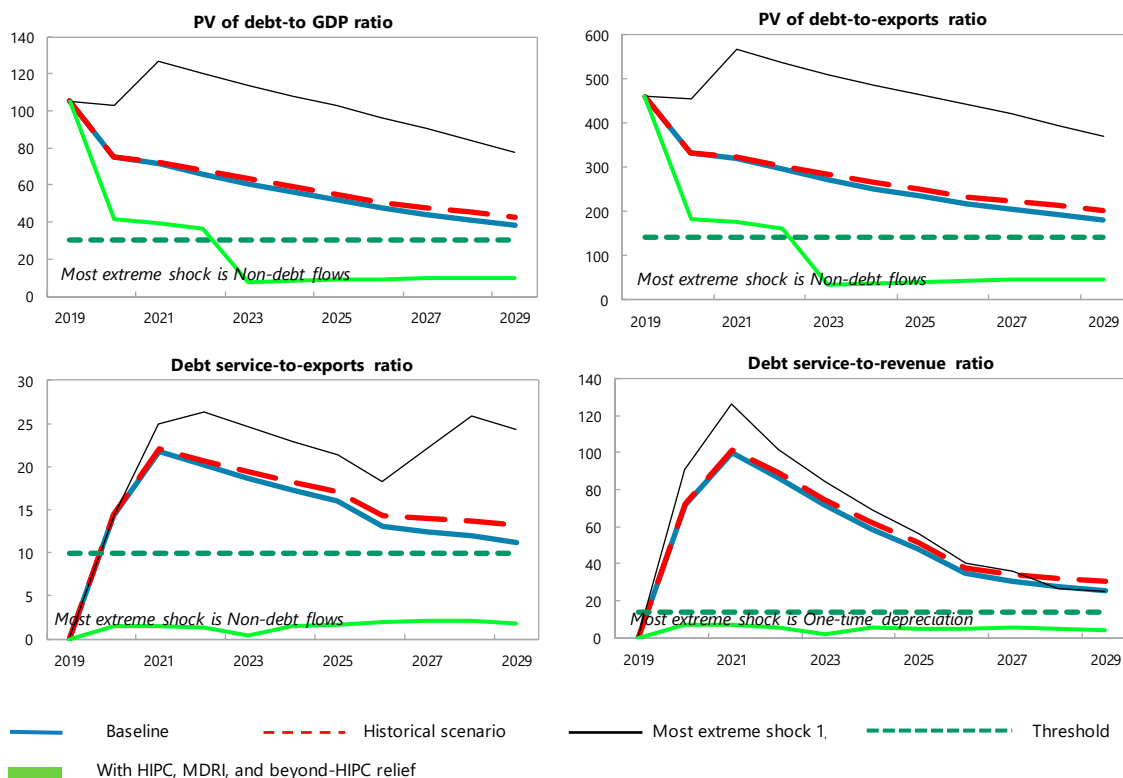 PV of debt-to GDP ratio
140
120
100
80
60
40
20
0
Most extreme shock is Non-debt flows
2019 2021 2023 2025 2027 2029
PV of debt-to-exports ratio
600
500
400
300
200
100
0
Most extreme shock is Non-debt flows
2019 2021 2023 2025 2027 2029
Debt service-to-exports ratio
30
25
20
15
10
5
0
Most extreme shock is Non-debt flows
2019 2021 2023 2025 2027 2029
Debt service-to-revenue ratio
140
120
100
80
60
40
20
0
Most extreme shock is One-time depreciation
2019 2021 2023 2025 2027 2029
Baseline Historical scenario Most extreme shock 1, Threshold
With HIPC, MDRI, and beyond-HIPC relief